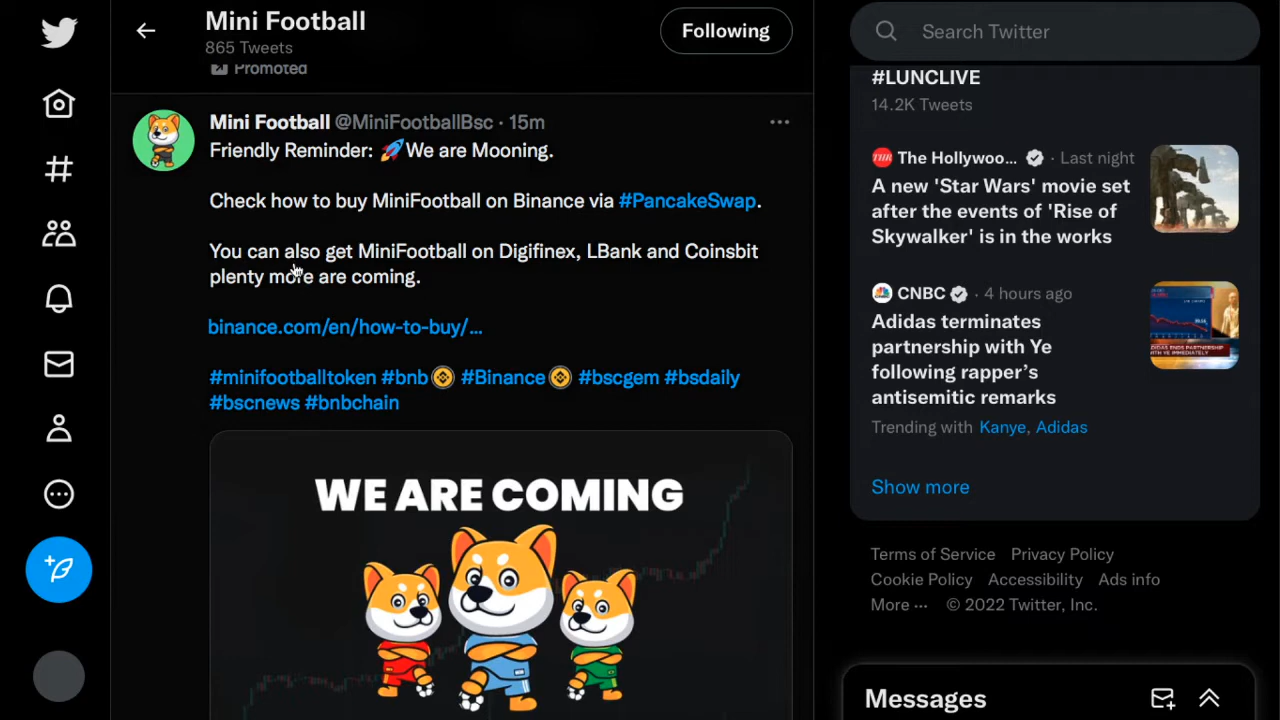 Mini Football
865 Tweets
Following
Promoted
Mini Football @MiniFootballBsc · 15m
Friendly Reminder: 🚀We are Mooning.
Check how to buy MiniFootball on Binance via #PancakeSwap.
You can also get MiniFootball on Digifinex, LBank and Coinsbit
plenty more are coming.
binance.com/en/how-to-buy/...
#minifootballtoken #bnb #Binance #bscgem #bsdaily
#bscnews #bnbchain
WE ARE COMING
Search Twitter
#LUNCLIVE
14.2K Tweets
THR
The Hollywoo... · Last night
A new 'Star Wars' movie set
after the events of 'Rise of
Skywalker' is in the works
CNBC · 4 hours ago
Adidas terminates
partnership with Ye
following rapper's
antisemitic remarks
Trending with Kanye, Adidas
Show more
Terms of Service Privacy Policy
Cookie Policy Accessibility Ads info
More ··· © 2022 Twitter, Inc.
Messages